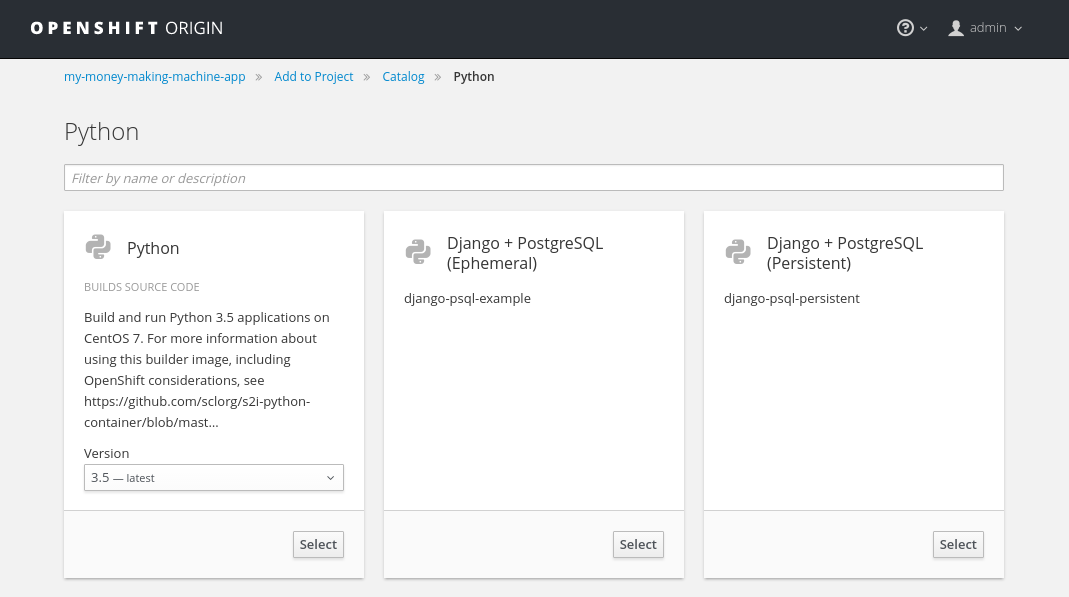 OPENSHIFT ORIGIN
admin
my-money-making-machine-app » Add to Project » Catalog » Python
Python
Filter by name or description
Python
BUILDS SOURCE CODE
Build and run Python 3.5 applications on
CentOS 7. For more information about
using this builder image, including
OpenShift considerations, see
https://github.com/sclorg/s2i-python-
container/blob/mast...
Version
3.5 — latest
Select
Django + PostgreSQL
(Ephemeral)
django-psql-example
Select
Django + PostgreSQL
(Persistent)
django-psql-persistent
Select